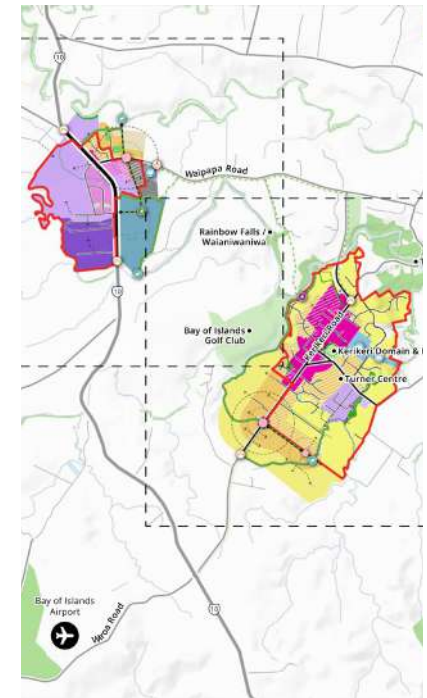 10
Waipapa Road
Rainbow Falls /
Waianiwaniwa
10
Bay of Islands
Golf Club
Kerikeri Road
Kerikeri Domain &
Turner Centre
Bay of Islands
Airport
Wiroa Road
10